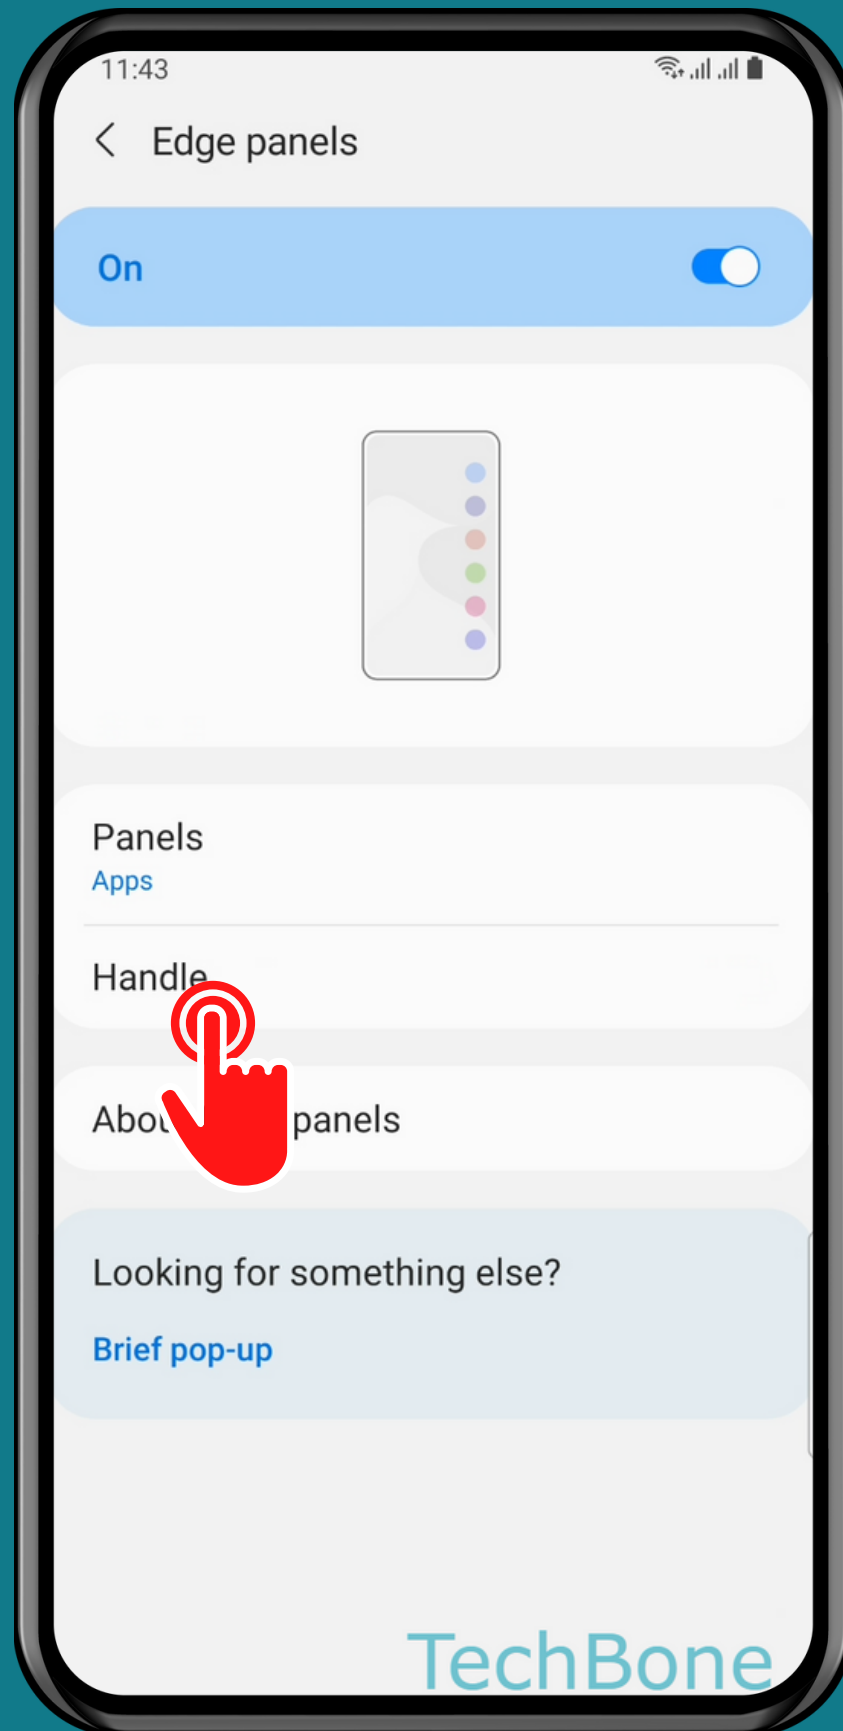 11:43
Edge panels
On
Panels
Apps
Handle
panels
Looking for something else?
Brief pop-up
TechBone